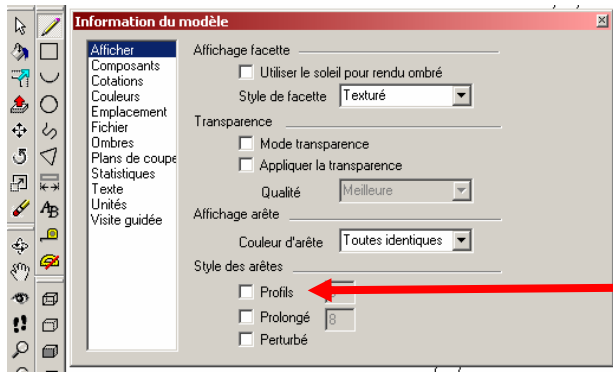 Information du modèle
Afficher
Composants
Cotations
Couleurs
Emplacement
Fichier
Ombres
Plans de coupe
Statistiques
Texte
Unités
Visite guidée
Affichage facette
Utiliser le soleil pour rendu ombré
Style de facette Texturé
Transparence
Mode transparence
Appliquer la transparence
Qualité Meilleure
Affichage arête
Couleur d'arête Toutes identiques
Style des arêtes
Profils
Prolongé 8
Perturbé